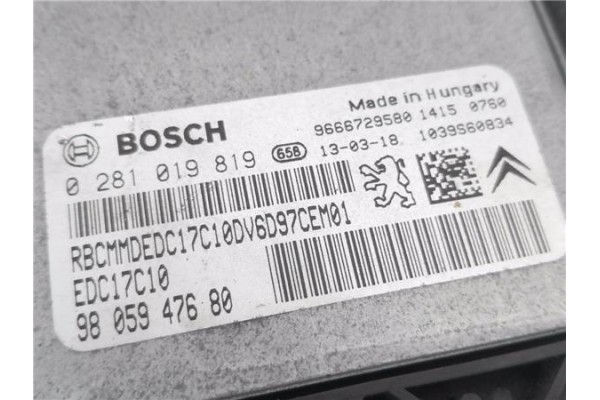 Made in Hungary
BOSCH 9666729580 1415 0760
0 281 019 819 658 13-03-18 1039S60834
RBCMMDEDC17C10DV6D97CEM01
EDC17C10
98 059 476 80